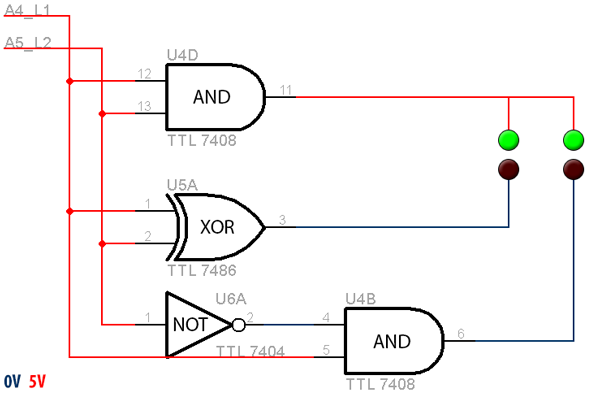 A4_L1
A5_L2
U4D
12
13
AND
11
TTL 7408
U5A
1
2
XOR
3
TTL 7486
U6A
1
NOT
2
TTL 7404
U4B
4
5
AND
6
TTL 7408
0V 5V